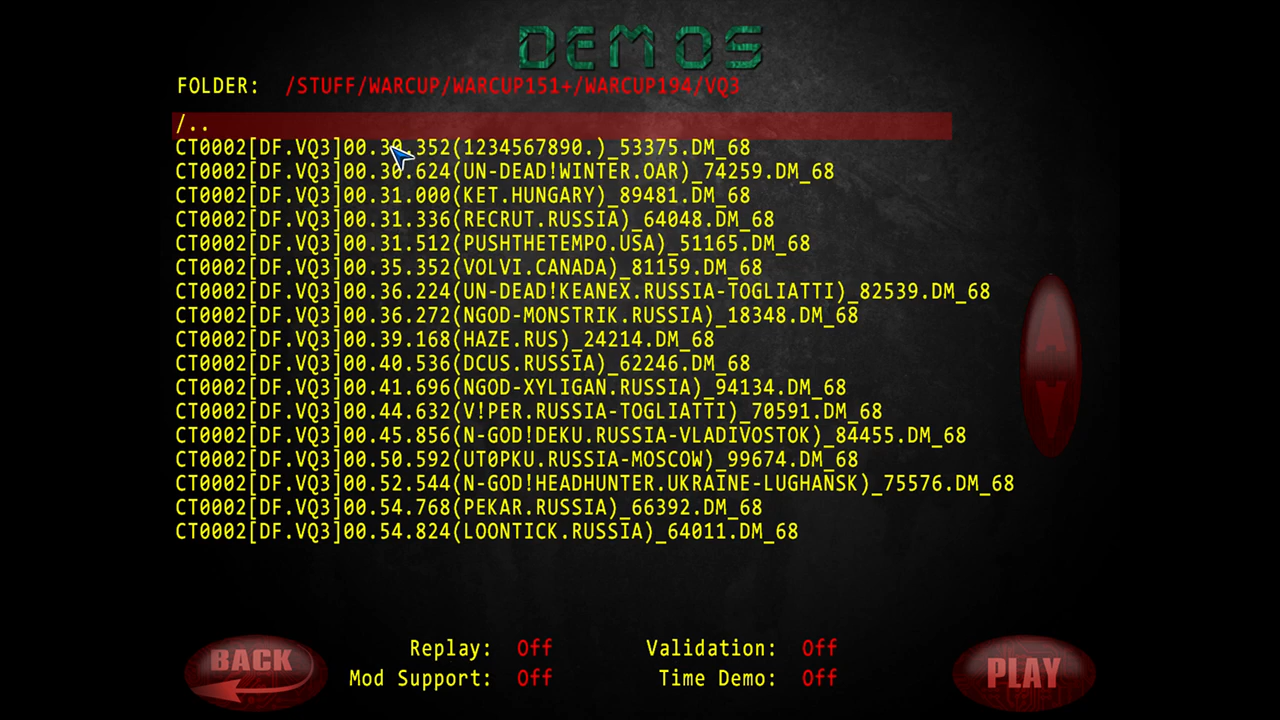 DEMOS
FOLDER: /STUFF/WARCUP/WARCUP151+/WARCUP194/VQ3
/..
CT0002[DF.VQ3]00.30.352(1234567890.)_53375.DM_68
CT0002[DF.VQ3]00.30.624(UN-DEAD!WINTER.OAR)_74259.DM_68
CT0002[DF.VQ3]00.31.000(KET.HUNGARY)_89481.DM_68
CT0002[DF.VQ3]00.31.336(RECRUT.RUSSIA)_64048.DM_68
CT0002[DF.VQ3]00.31.512(PUSHTHETEMPO.USA)_51165.DM_68
CT0002[DF.VQ3]00.35.352(VOLVI.CANADA)_81159.DM_68
CT0002[DF.VQ3]00.36.224(UN-DEAD!KEANEX.RUSSIA-TOGLIATTI)_82539.DM_68
CT0002[DF.VQ3]00.36.272(NGOD-MONSTRIK.RUSSIA)_18348.DM_68
CT0002[DF.VQ3]00.39.168(HAZE.RUS)_24214.DM_68
CT0002[DF.VQ3]00.40.536(DCUS.RUSSIA)_62246.DM_68
CT0002[DF.VQ3]00.41.696(NGOD-XYLIGAN.RUSSIA)_94134.DM_68
CT0002[DF.VQ3]00.44.632(V!PER.RUSSIA-TOGLIATTI)_70591.DM_68
CT0002[DF.VQ3]00.45.856(N-GOD!DEKU.RUSSIA-VLADIVOSTOK)_84455.DM_68
CT0002[DF.VQ3]00.50.592(UT0PKU.RUSSIA-MOSCOW)_99674.DM_68
CT0002[DF.VQ3]00.52.544(N-GOD!HEADHUNTER.UKRAINE-LUGHANSK)_75576.DM_68
CT0002[DF.VQ3]00.54.768(PEKAR.RUSSIA)_66392.DM_68
CT0002[DF.VQ3]00.54.824(LOONTICK.RUSSIA)_64011.DM_68
Replay: Off Validation: Off
Mod Support: Off Time Demo: Off
BACK
PLAY